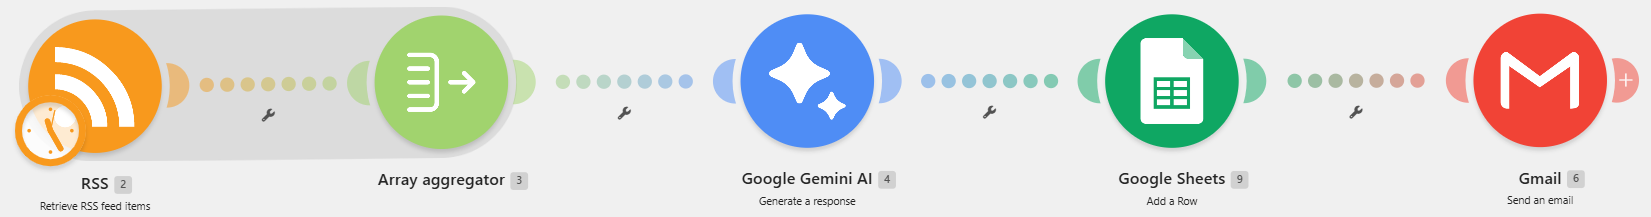 RSS 2
Retrieve RSS feed items
Array aggregator 3
Google Gemini AI 4
Generate a response
Google Sheets 9
Add a Row
Gmail 6
Send an email